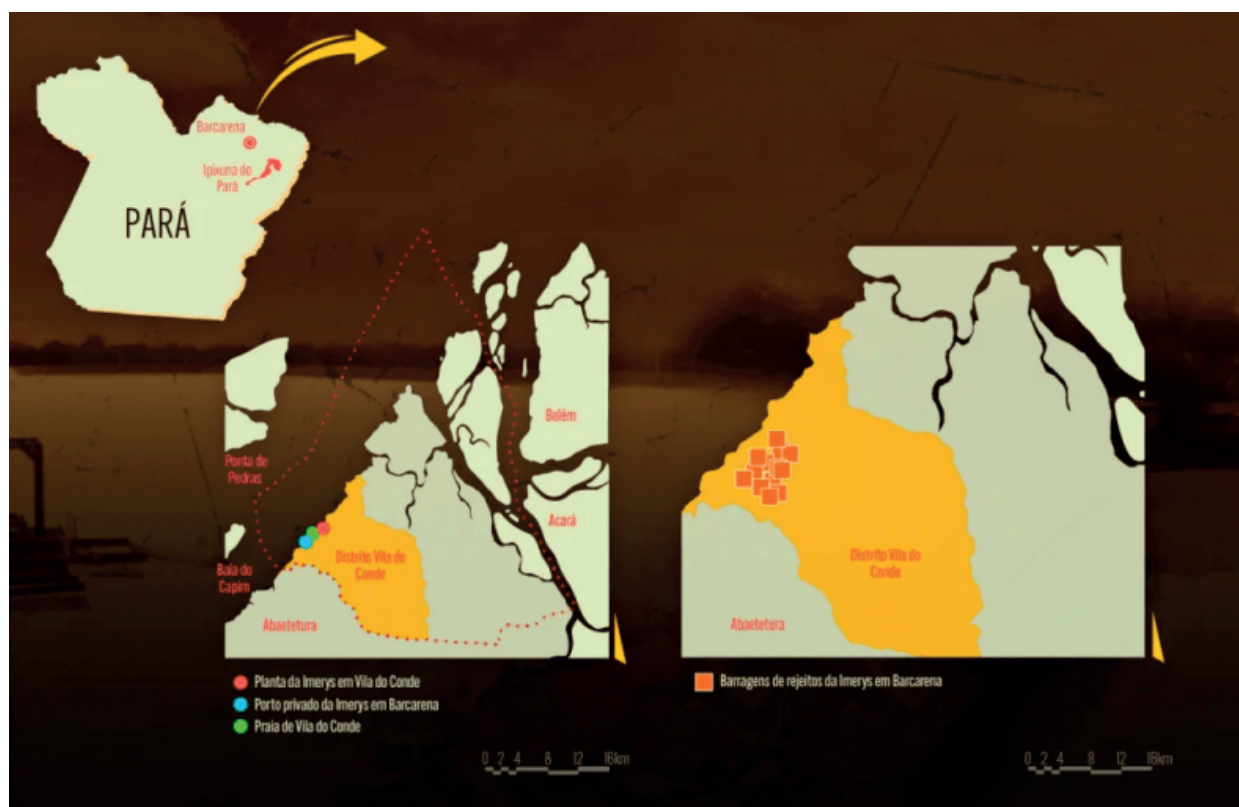 Barcarena
Ipixuna do
Pará
PARÁ
Belém
Ponta de
Pedras
Acará
Baía do
Capim
Distrito Vila do
Conde
Abaetetura
Planta da Imerys em Vila do Conde
Porto privado da Imerys em Barcarena
Praia de Vila do Conde
0 2 4 8 12 16km
Distrito Vila do
Conde
Abaetetura
Barragens de rejeitos da Imerys em Barcarena
0 2 4 8 12 16km